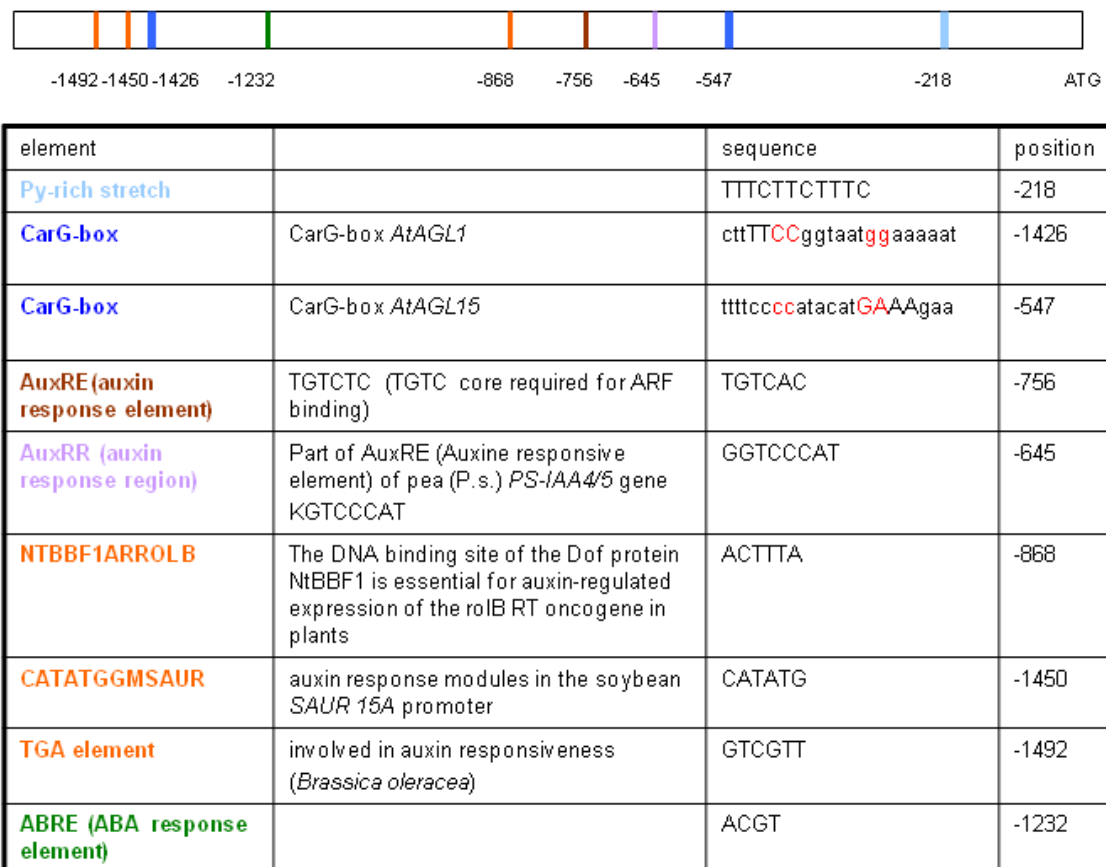 -1492 -1450 -1426 -1232 -868 -756 -645 -547 -218 ATG
element sequence position
Py-rich stretch TTTCTTCTTTC -218
CarG-box CarG-box AtAGL1 cttTTCCggtaatggaaaaat -1426
CarG-box CarG-box AtAGL15 ttttccccatacatGAAAgaa -547
AuxRE(auxin
response element)
TGTCTC (TGTC core required for ARF
binding)
TGTCAC -756
AuxRR (auxin
response region)
Part of AuxRE (Auxine responsive
element) of pea (P.s.) PS-IAA4/5 gene
KGTCCCAT
GGTCCCAT -645
NTBBF1ARROLB
The DNA binding site of the Dof protein
NtBBF1 is essential for auxin-regulated
expression of the rolB RT oncogene in
plants
ACTTTA -868
CATATGGMSAUR
auxin response modules in the soybean
SAUR 15A promoter
CATATG -1450
TGA element
involved in auxin responsiveness
(Brassica oleracea)
GTCGTT -1492
ABRE (ABA response
element)
ACGT -1232